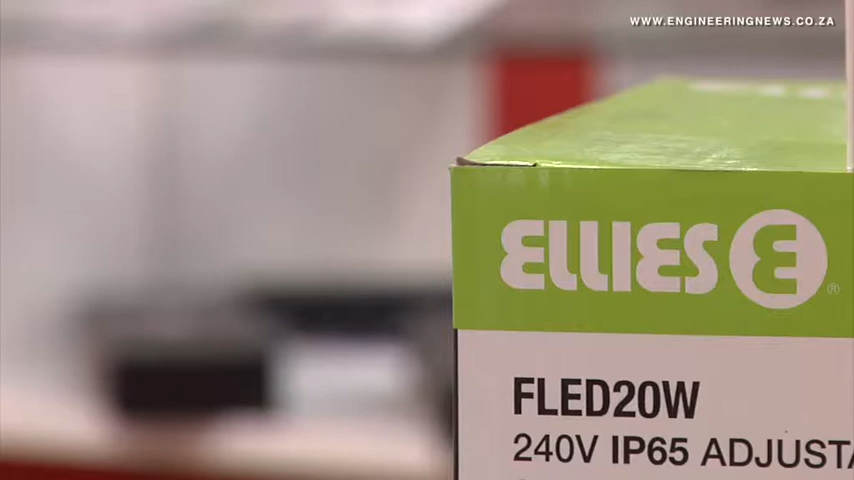 WWW.ENGINEERINGNEWS.CO.ZA
ELLIES E ®
FLED20W
240V IP65 ADJUSTA